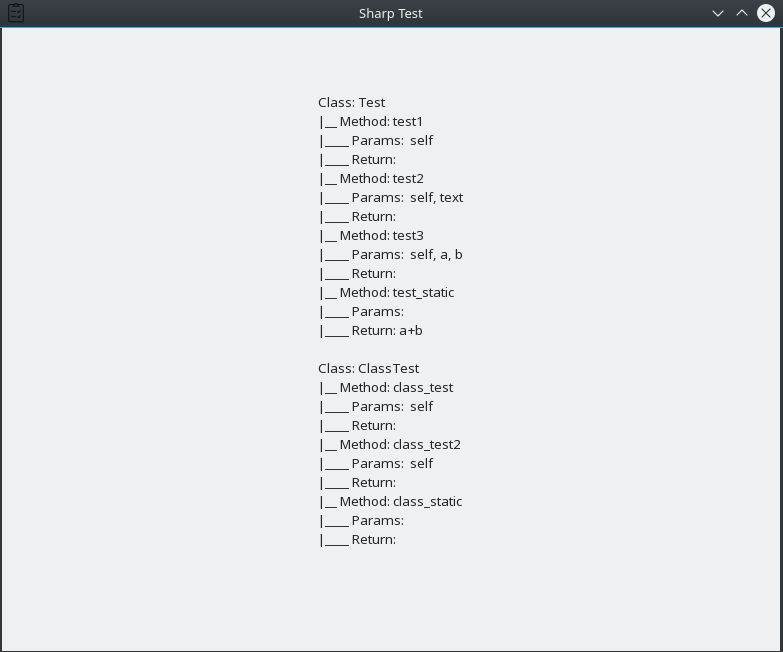 Sharp Test
Class: Test
|__ Method: test1
|____ Params:  self
|____ Return:
|__ Method: test2
|____ Params:  self, text
|____ Return:
|__ Method: test3
|____ Params:  self, a, b
|____ Return:
|__ Method: test_static
|____ Params:
|____ Return: a+b
Class: ClassTest
|__ Method: class_test
|____ Params:  self
|____ Return:
|__ Method: class_test2
|____ Params:  self
|____ Return:
|__ Method: class_static
|____ Params:
|____ Return: